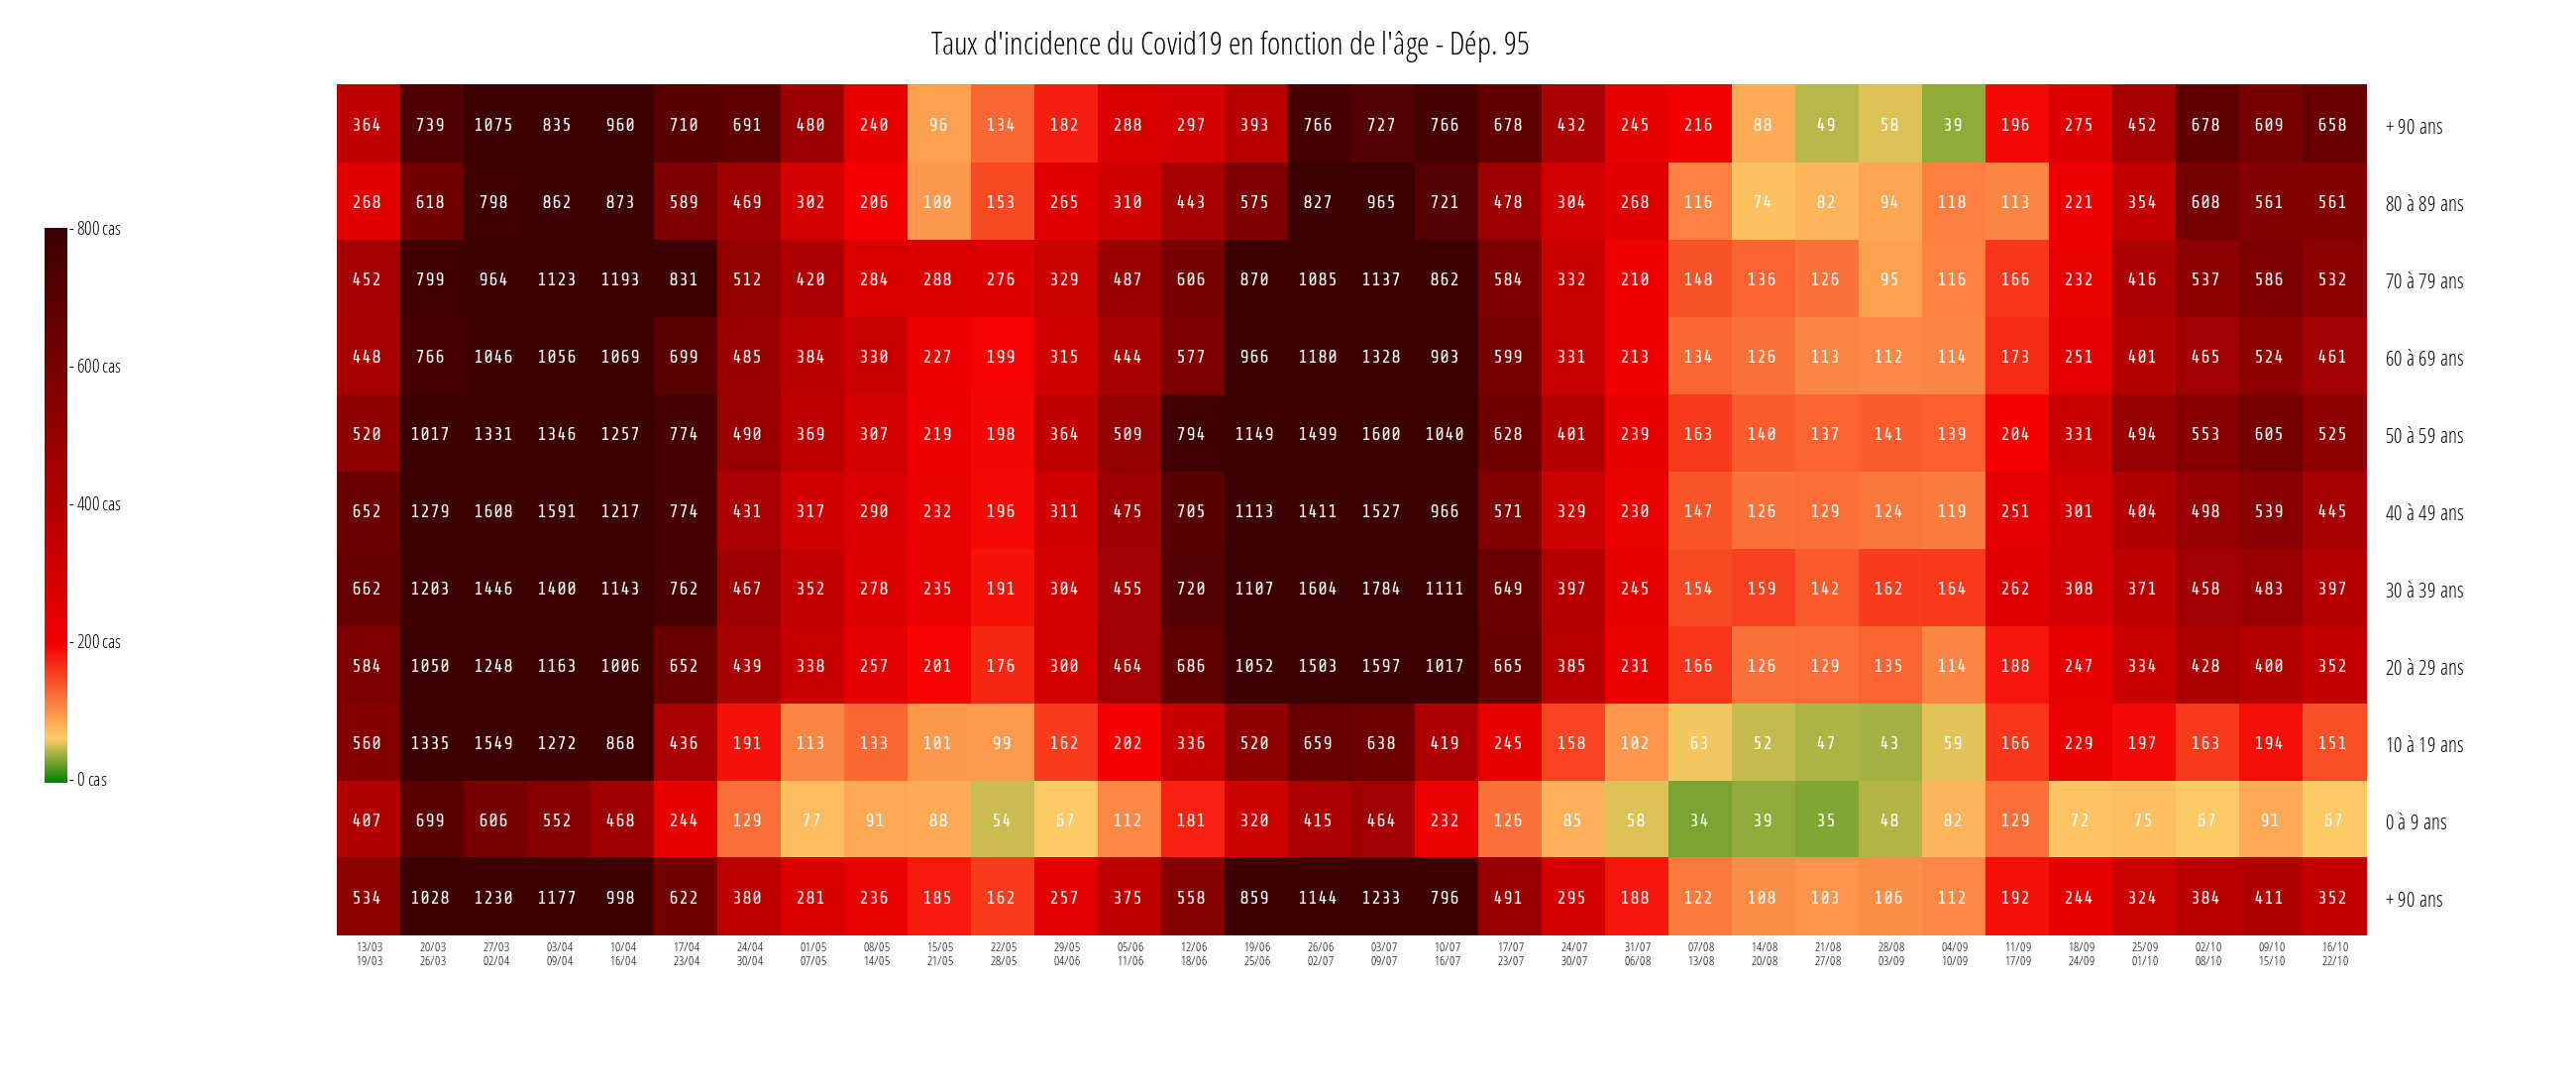 Taux d'incidence du Covid19 en fonction de l'âge - Dép. 95
- 800 cas
- 600 cas
- 400 cas
- 200 cas
- 0 cas
364 739 1075 835 960 710 691 480 240 96 134 182 288 297 393 766 727 766 678 432 245 216 88 49 58 39 196 275 452 678 609 658 + 90 ans
268 618 798 862 873 589 469 302 206 100 153 265 310 443 575 827 965 721 478 304 268 116 74 82 94 118 113 221 354 608 561 561 80 à 89 ans
452 799 964 1123 1193 831 512 420 284 288 276 329 487 606 870 1085 1137 862 584 332 210 148 136 126 95 116 166 232 416 537 586 532 70 à 79 ans
448 766 1046 1056 1069 699 485 384 330 227 199 315 444 577 966 1180 1328 903 599 331 213 134 126 113 112 114 173 251 401 465 524 461 60 à 69 ans
520 1017 1331 1346 1257 774 490 369 307 219 198 364 509 794 1149 1499 1600 1040 628 401 239 163 140 137 141 139 204 331 494 553 605 525 50 à 59 ans
652 1279 1608 1591 1217 774 431 317 290 232 196 311 475 705 1113 1411 1527 966 571 329 230 147 126 129 124 119 251 301 404 498 539 445 40 à 49 ans
662 1203 1446 1400 1143 762 467 352 278 235 191 304 455 720 1107 1604 1784 1111 649 397 245 154 159 142 162 164 262 308 371 458 483 397 30 à 39 ans
584 1050 1248 1163 1006 652 439 338 257 201 176 300 464 686 1052 1503 1597 1017 665 385 231 166 126 129 135 114 188 247 334 428 400 352 20 à 29 ans
560 1335 1549 1272 868 436 191 113 133 101 99 162 202 336 520 659 638 419 245 158 102 63 52 47 43 59 166 229 197 163 194 151 10 à 19 ans
407 699 606 552 468 244 129 77 91 88 54 67 112 181 320 415 464 232 126 85 58 34 39 35 48 82 129 72 75 67 91 67 0 à 9 ans
534 1028 1230 1177 998 622 380 281 236 185 162 257 375 558 859 1144 1233 796 491 295 188 122 108 103 106 112 192 244 324 384 411 352 + 90 ans
13/03 20/03 27/03 03/04 10/04 17/04 24/04 01/05 08/05 15/05 22/05 29/05 05/06 12/06 19/06 26/06 03/07 10/07 17/07 24/07 31/07 07/08 14/08 21/08 28/08 04/09 11/09 18/09 25/09 02/10 09/10 16/10
19/03 26/03 02/04 09/04 16/04 23/04 30/04 07/05 14/05 21/05 28/05 04/06 11/06 18/06 25/06 02/07 09/07 16/07 23/07 30/07 06/08 13/08 20/08 27/08 03/09 10/09 17/09 24/09 01/10 08/10 15/10 22/10